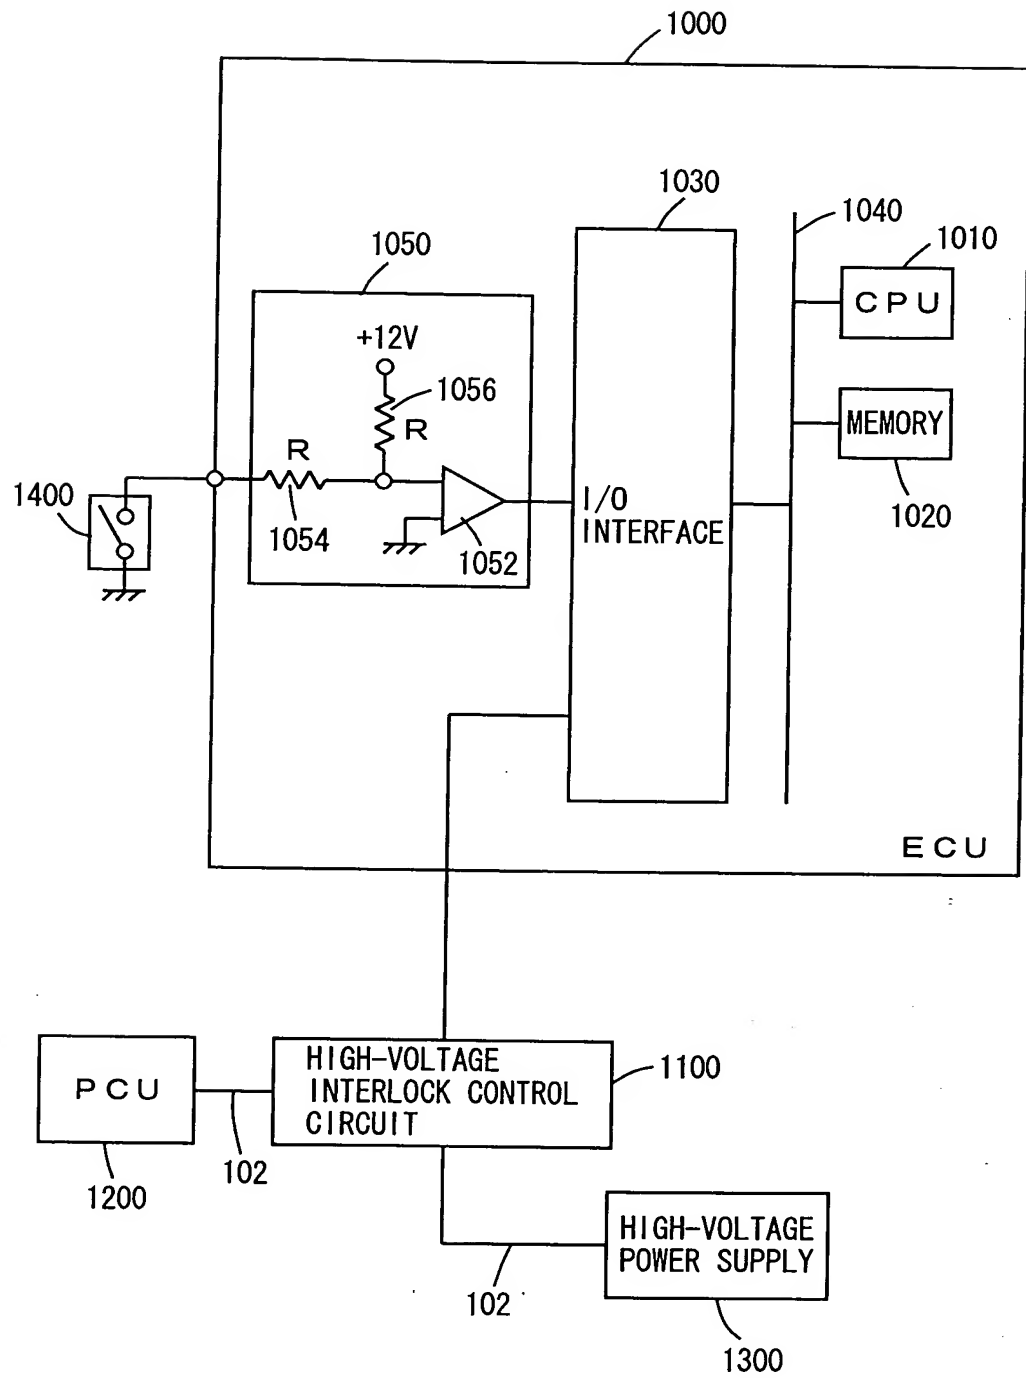 1000
1030
1040
1010
1050
CPU
+12V
1056
R
MEMORY
R
1400
1054
1052
I/O
INTERFACE
1020
ECU
PCU
HIGH-VOLTAGE
INTERLOCK CONTROL
CIRCUIT
1100
102
1200
HIGH-VOLTAGE
POWER SUPPLY
102
1300